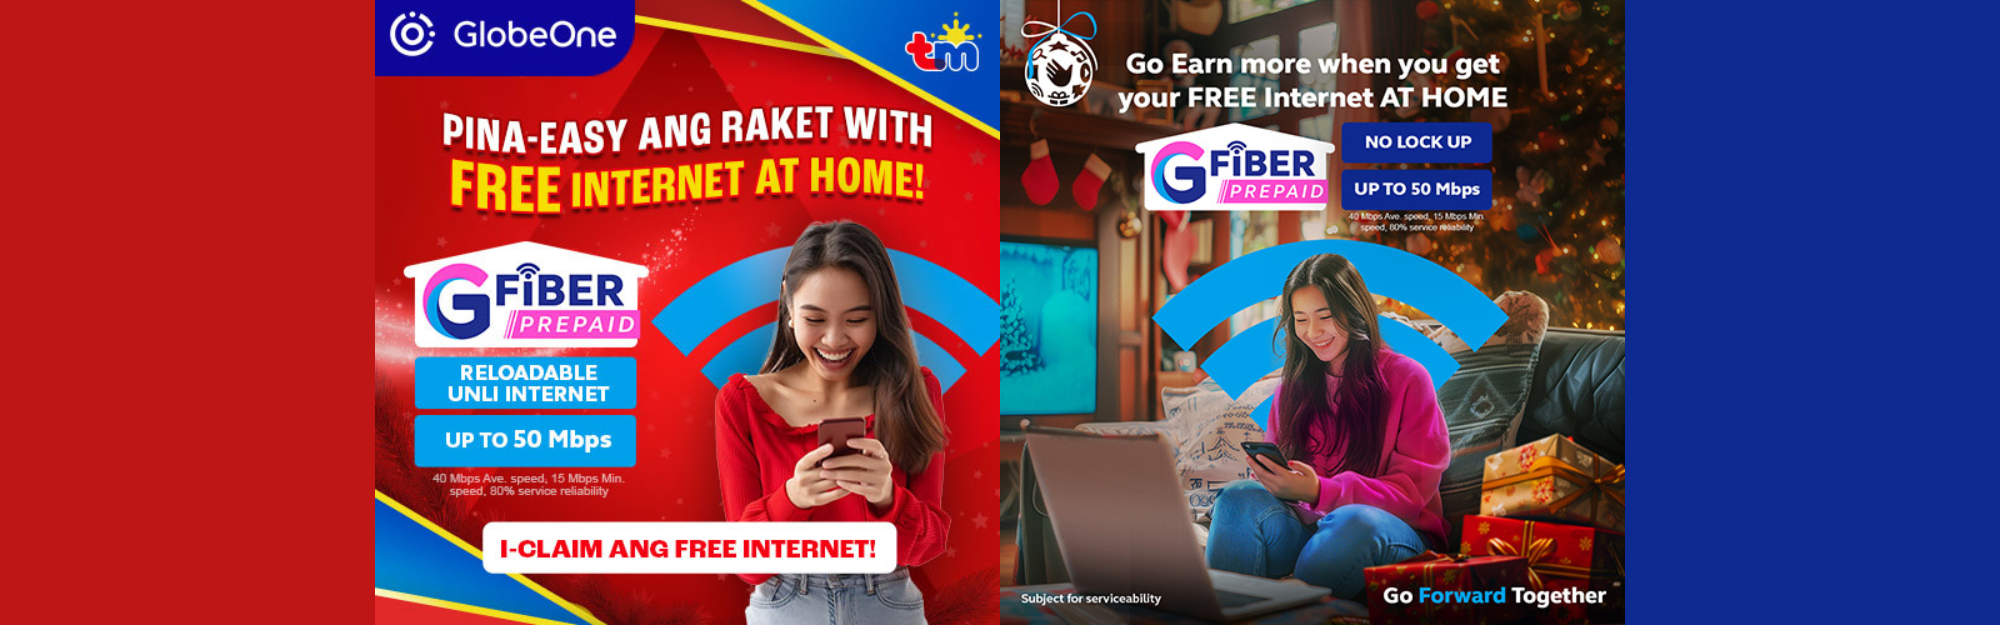 GlobeOne
tm
PINA-EASY ANG RAKET WITH
FREE INTERNET AT HOME!
GFiBER
PREPAID
RELOADABLE
UNLI INTERNET
UP TO 50 Mbps
40 Mbps Ave. speed, 15 Mbps Min.
speed, 80% service reliability
I-CLAIM ANG FREE INTERNET!
Go Earn more when you get
your FREE Internet AT HOME
GFiBER
PREPAID
NO LOCK UP
UP TO 50 Mbps
40 Mbps Ave. speed, 15 Mbps Min.
speed, 80% service reliability
Subject for serviceability
Go Forward Together